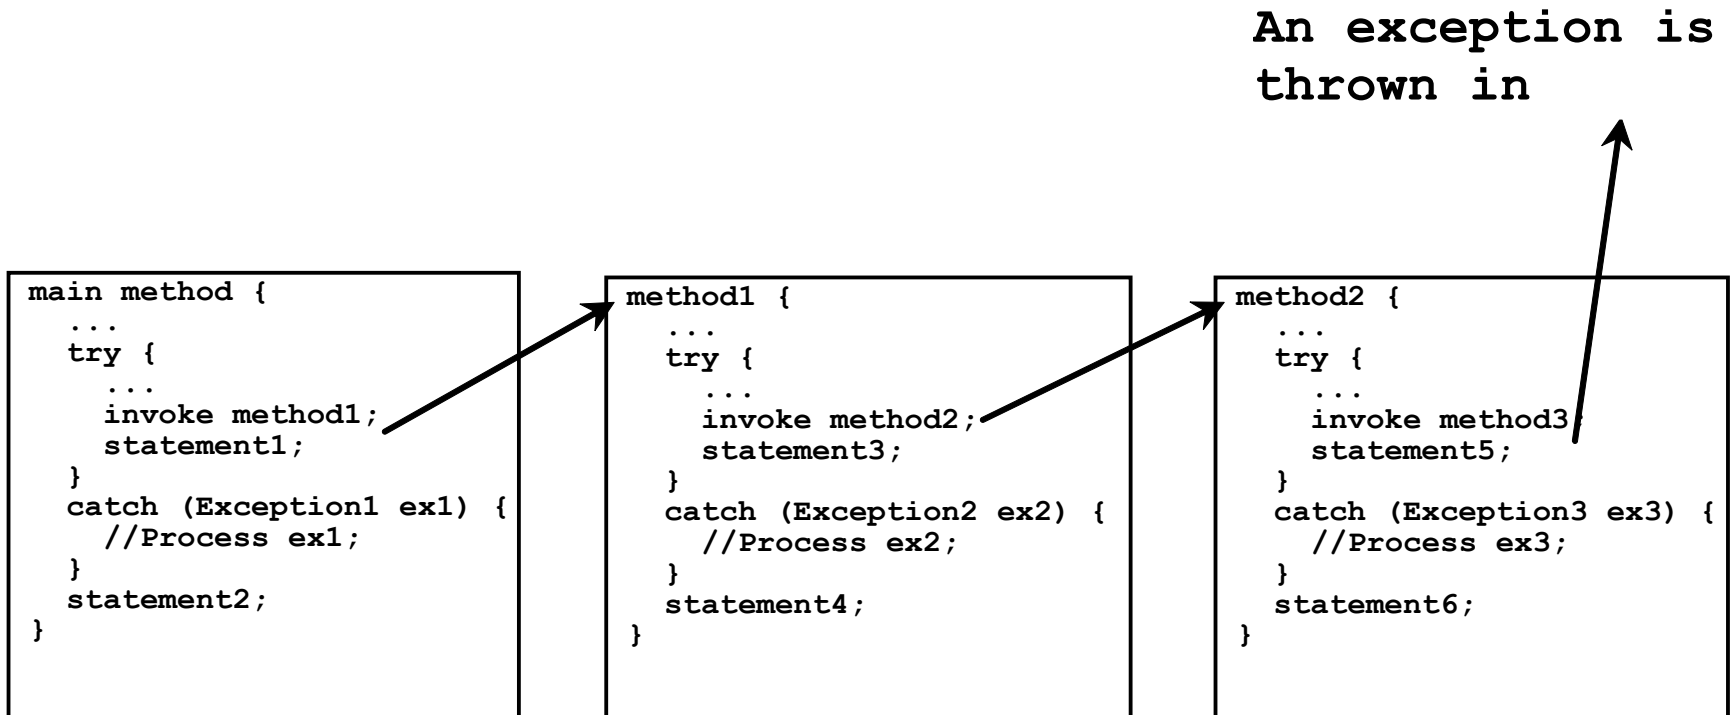 An exception is
thrown in
main method {
...
try {
...
invoke method1;
statement1;
}
catch (Exception1 ex1) {
//Process ex1;
}
statement2;
}
method1 {
...
try {
...
invoke method2;
statement3;
}
catch (Exception2 ex2) {
//Process ex2;
}
statement4;
}
method2 {
...
try {
...
invoke method3;
statement5;
}
catch (Exception3 ex3) {
//Process ex3;
}
statement6;
}